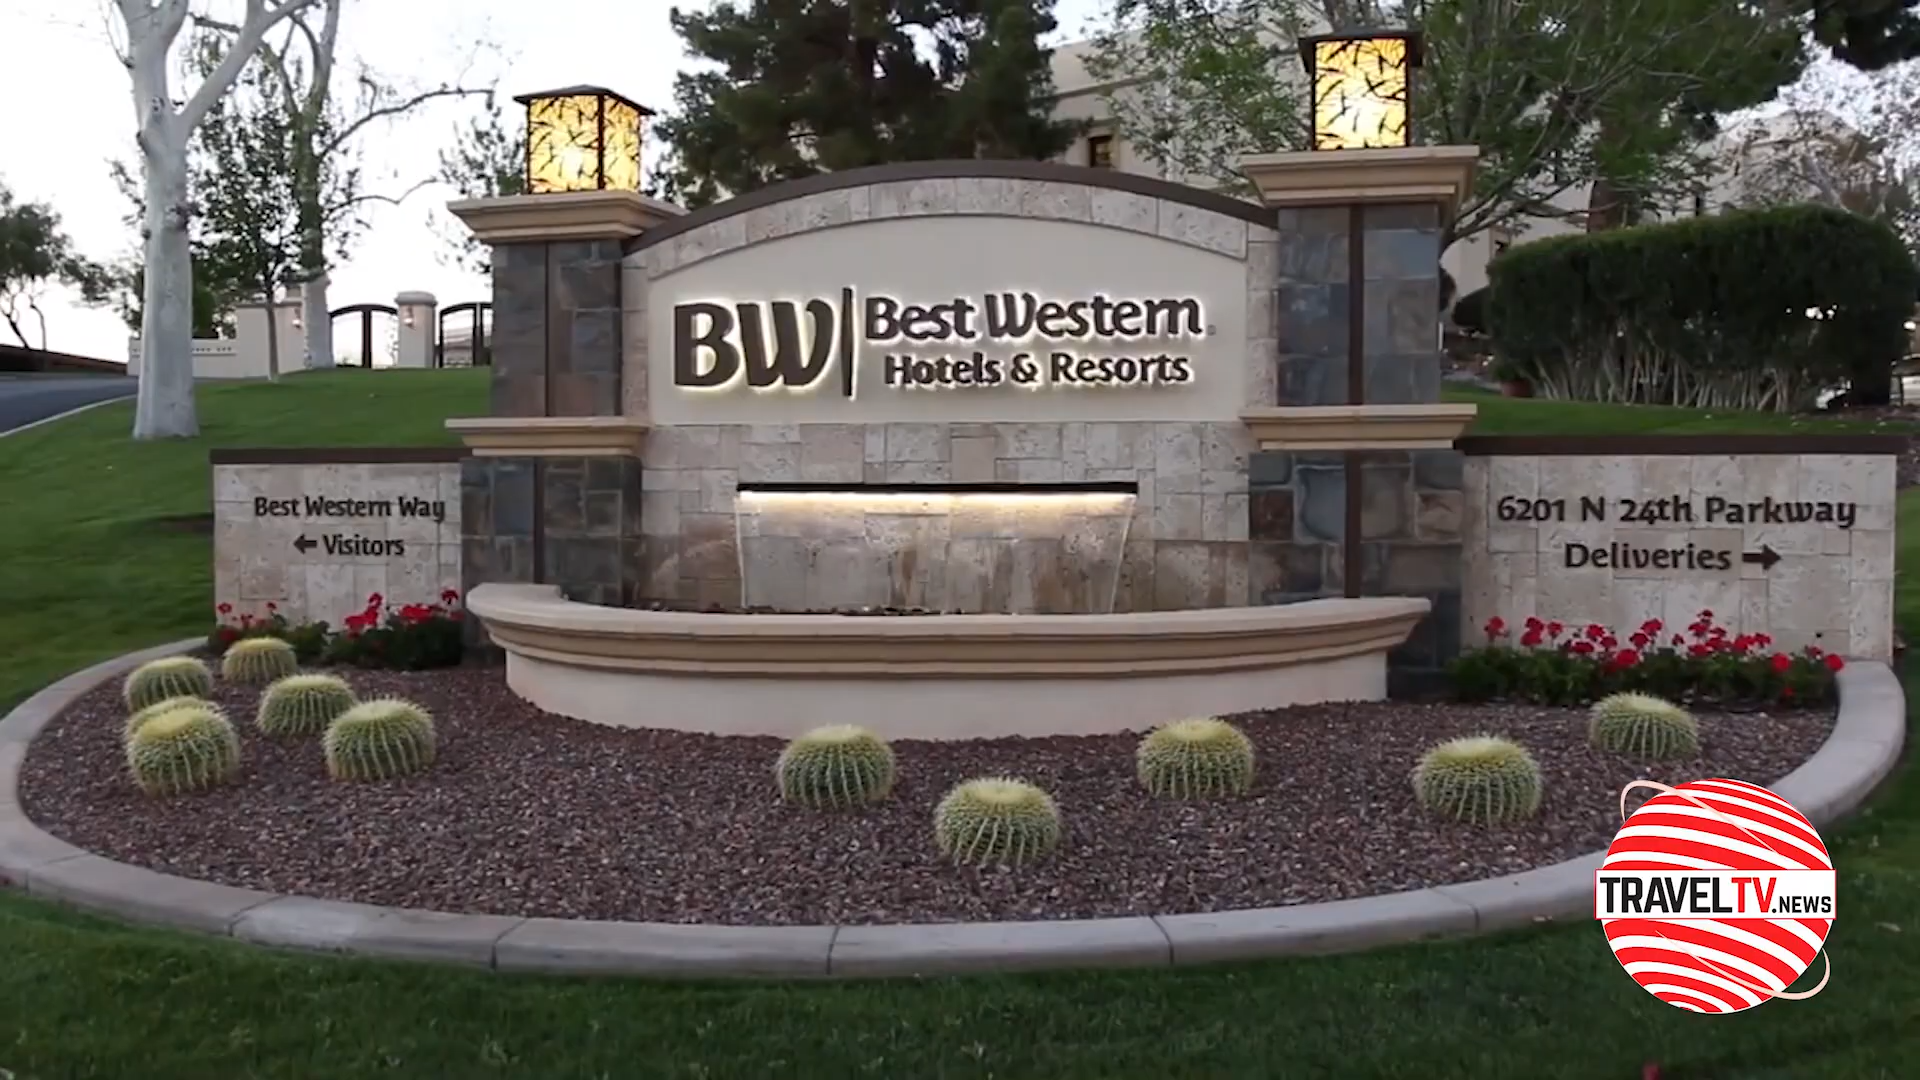 BW Best Western
Hotels & Resorts
Best Western Way
← Visitors
6201 N 24th Parkway
Deliveries →
TRAVELTV.NEWS